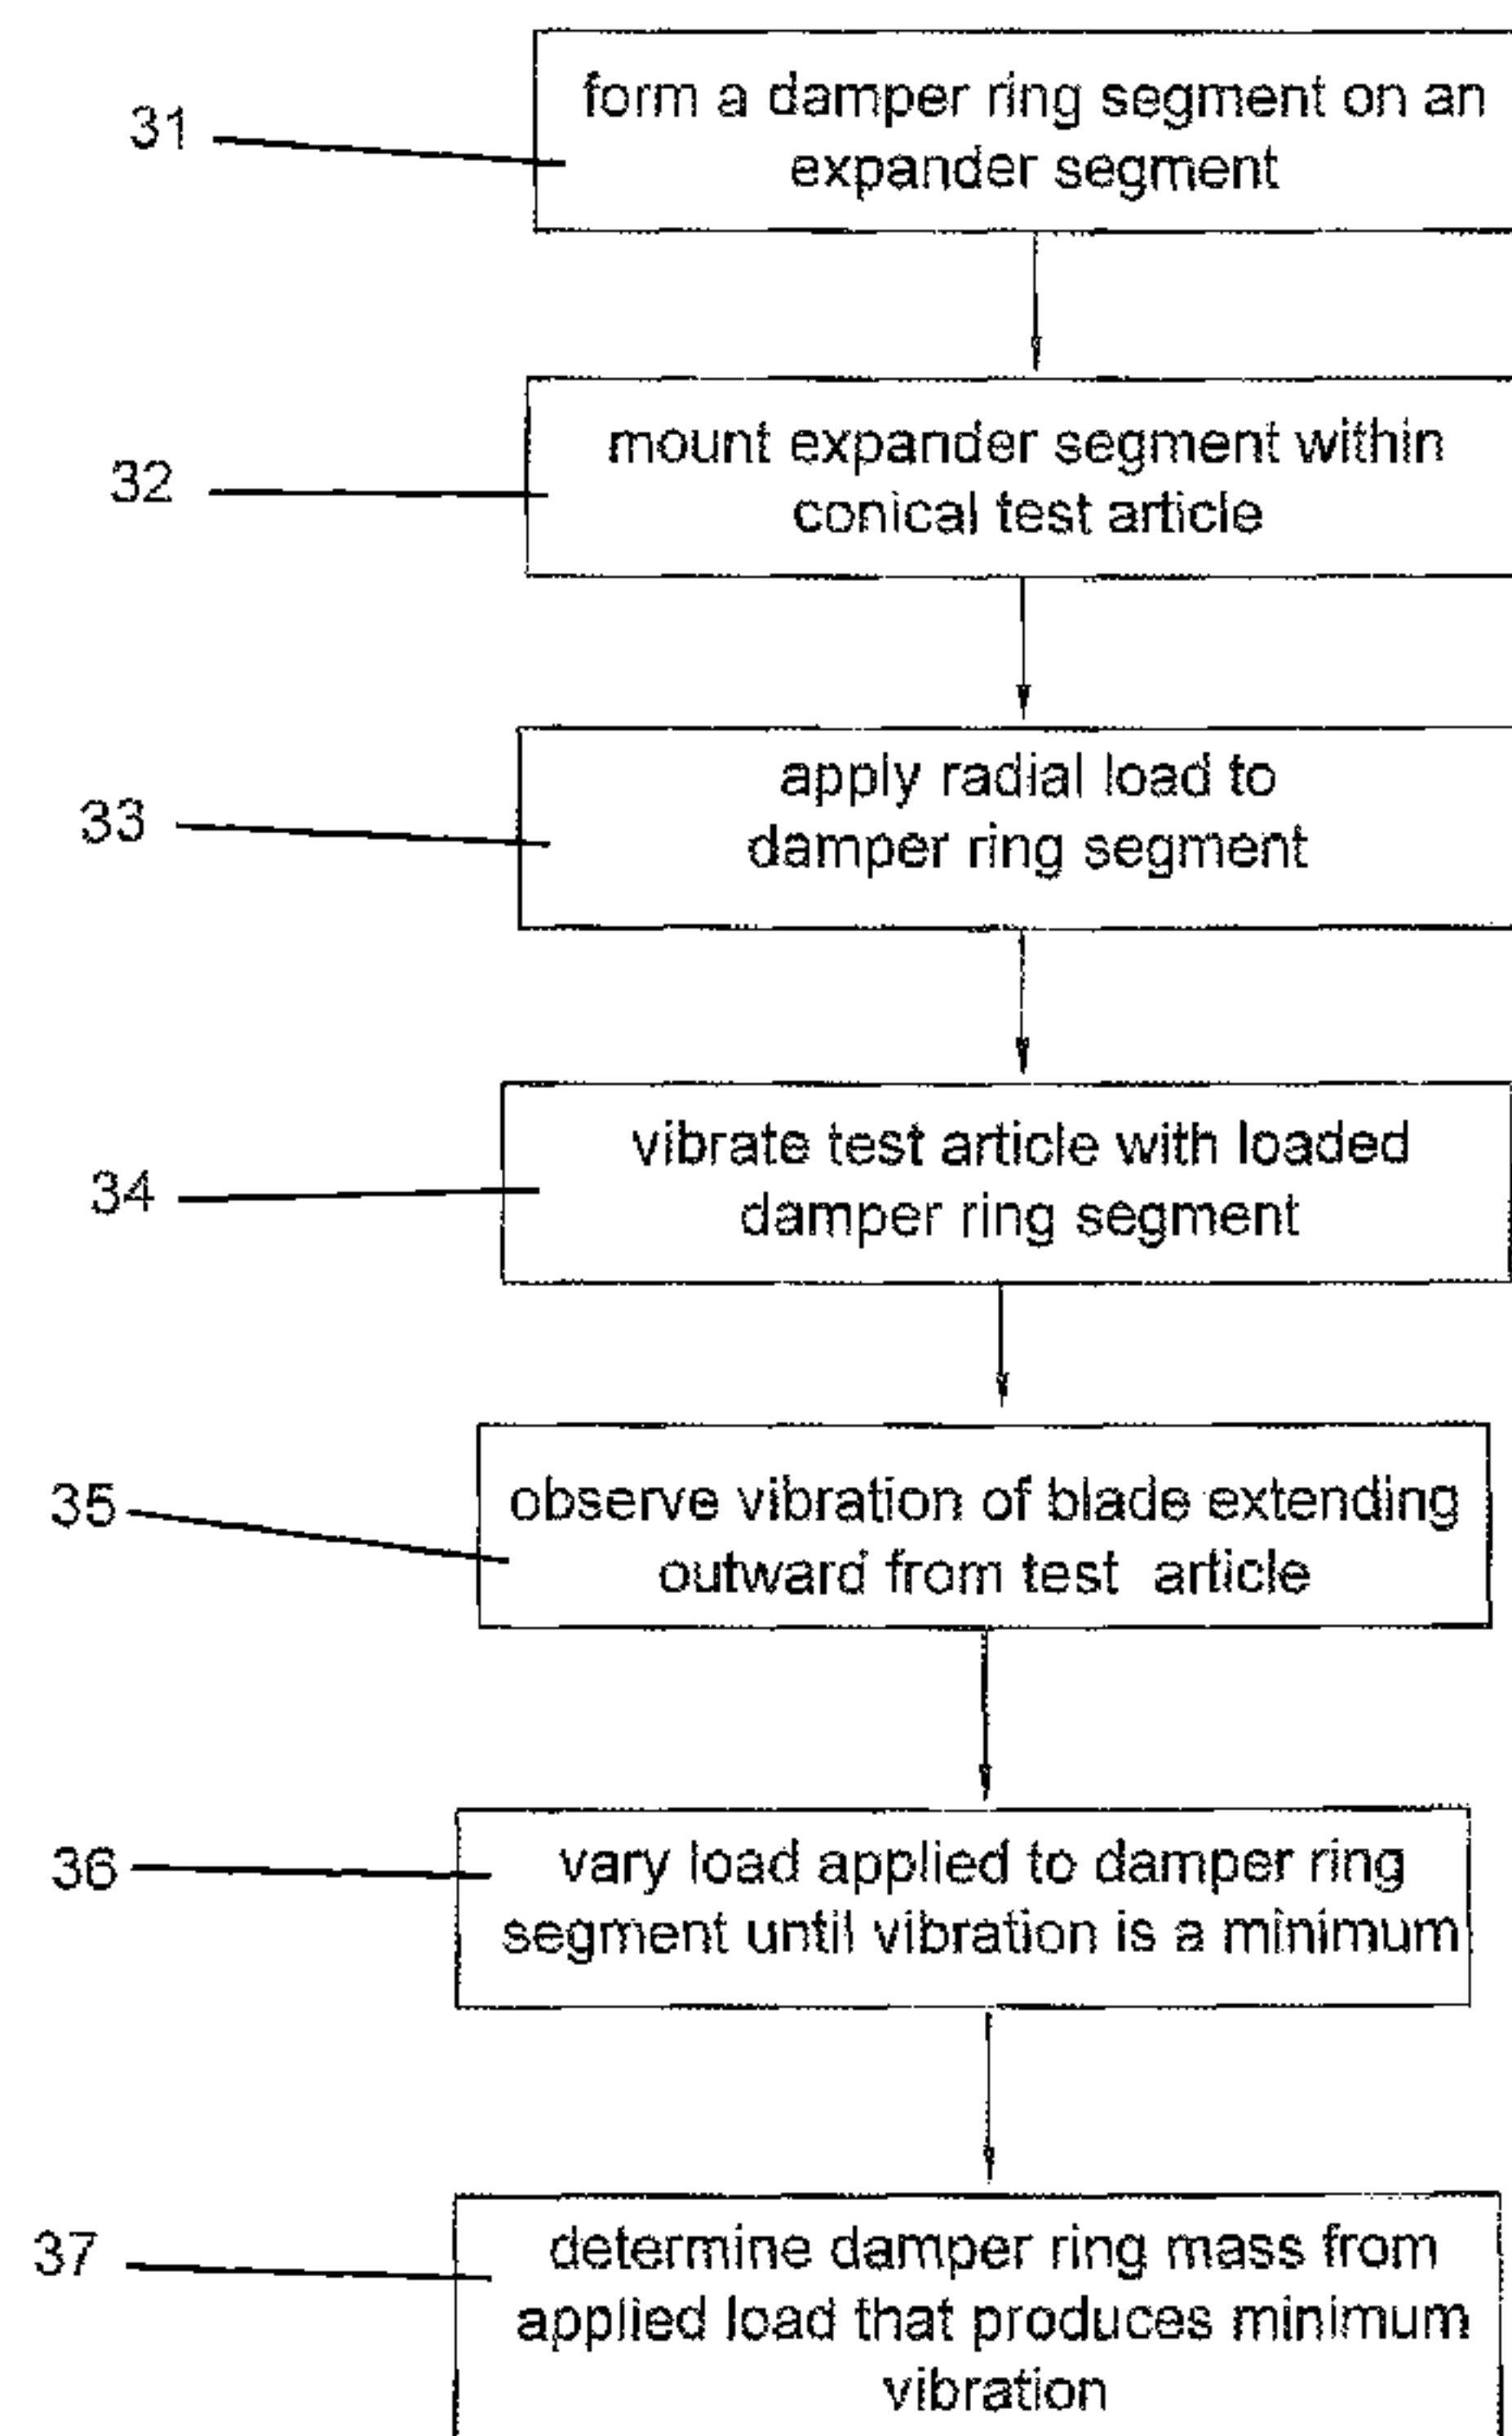 31
form a damper ring segment on an
expander segment
32
mount expander segment within
conical test article
33
apply radial load to
damper ring segment
34
vibrate test article with loaded
damper ring segment
35
observe vibration of blade extending
outward from test article
36
vary load applied to damper ring
segment until vibration is a minimum
37
determine damper ring mass from
applied load that produces minimum
vibration